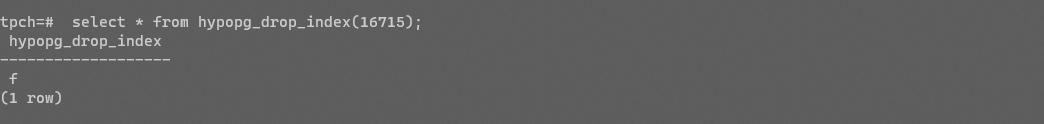 tpch=#  select * from hypopg_drop_index(16715);
 hypopg_drop_index
-------------------
 f
(1 row)